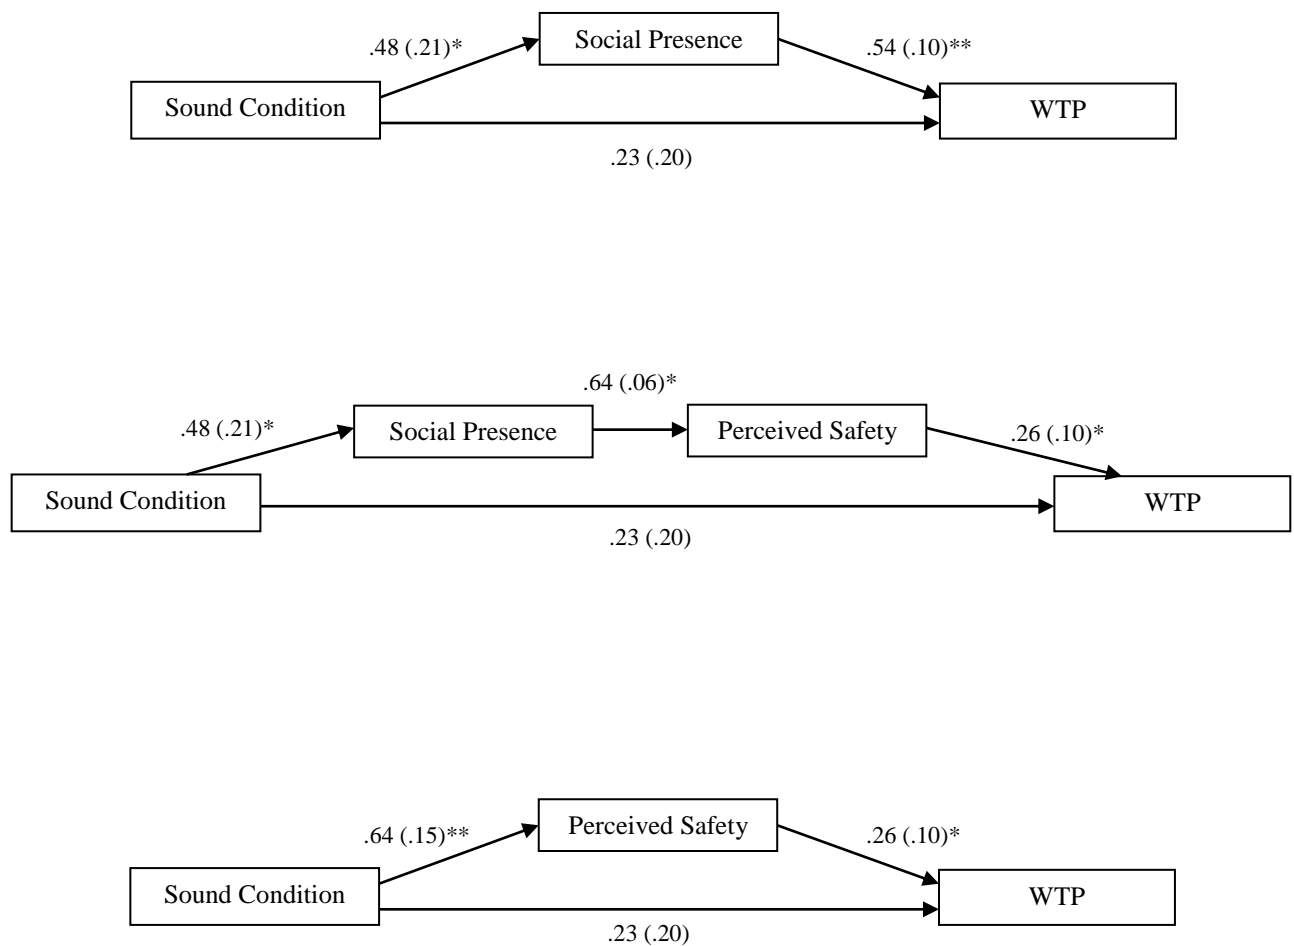 Social Presence
.48 (.21)*
.54 (.10)**
Sound Condition
WTP
.23 (.20)
.64 (.06)*
.48 (.21)*
Social Presence
Perceived Safety
.26 (.10)*
Sound Condition
WTP
.23 (.20)
Perceived Safety
.64 (.15)**
.26 (.10)*
Sound Condition
WTP
.23 (.20)